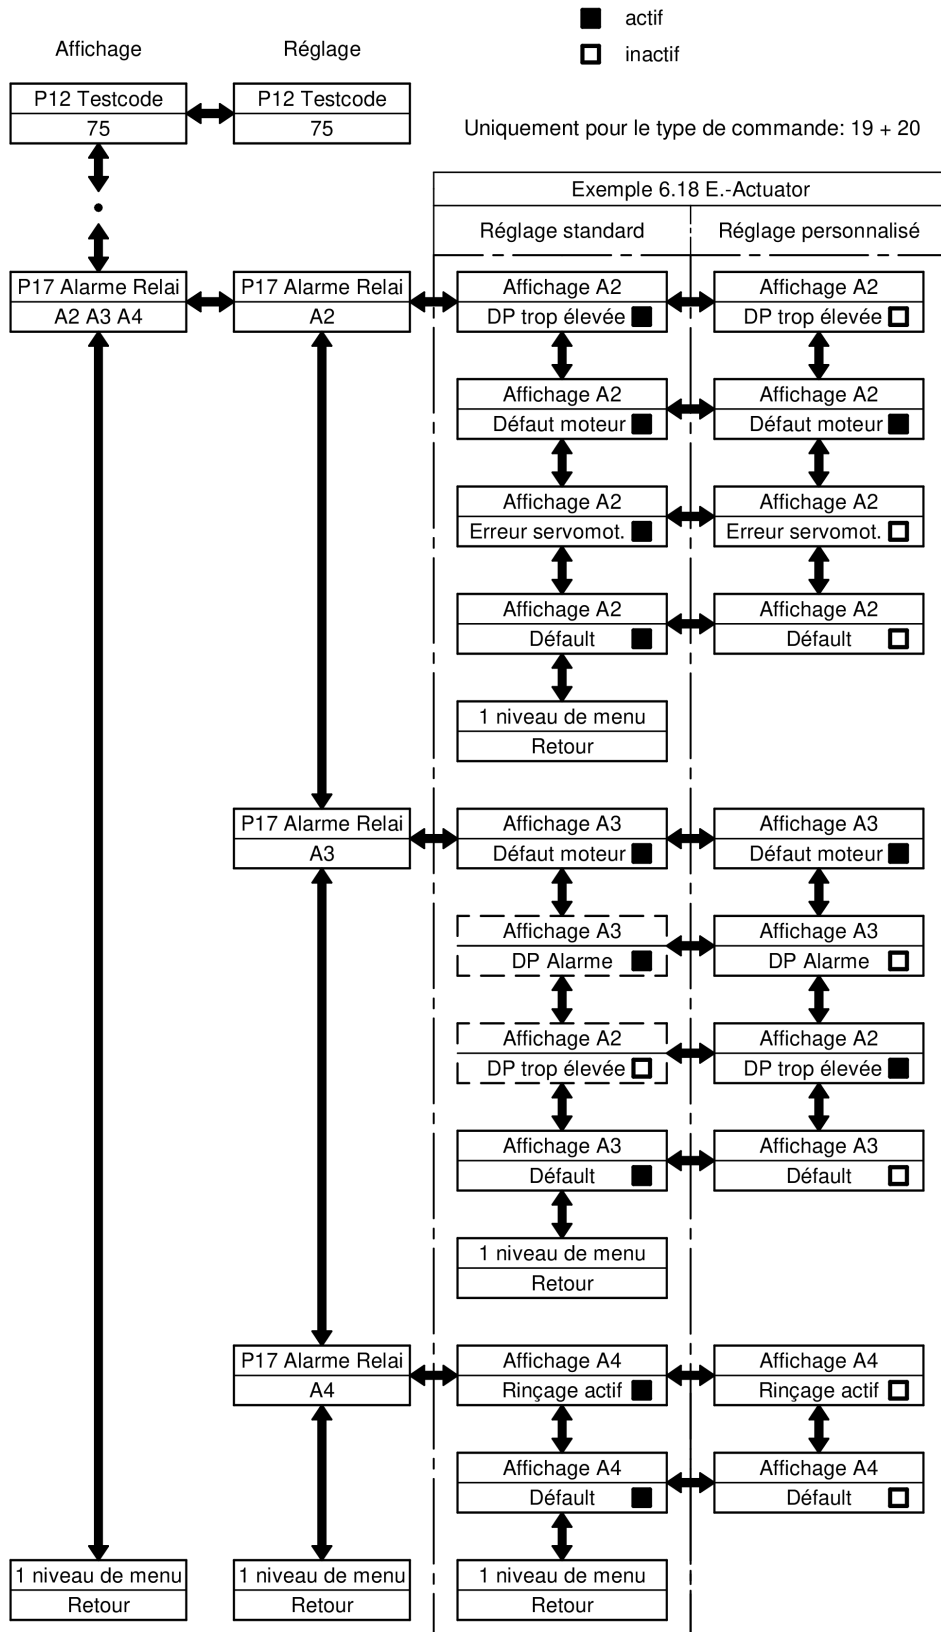 actif
inactif
Affichage
Réglage
P12 Testcode
75
P12 Testcode
75
Uniquement pour le type de commande: 19 + 20
Exemple 6.18 E.-Actuator
Réglage standard
Réglage personnalisé
P17 Alarme Relai
A2 A3 A4
P17 Alarme Relai
A2
Affichage A2
DP trop élevée
Affichage A2
DP trop élevée
Affichage A2
Défaut moteur
Affichage A2
Défaut moteur
Affichage A2
Erreur servomot.
Affichage A2
Erreur servomot.
Affichage A2
Défault
Affichage A2
Défault
1 niveau de menu
Retour
P17 Alarme Relai
A3
Affichage A3
Défaut moteur
Affichage A3
Défaut moteur
Affichage A3
DP Alarme
Affichage A3
DP Alarme
Affichage A2
DP trop élevée
Affichage A2
DP trop élevée
Affichage A3
Défault
Affichage A3
Défault
1 niveau de menu
Retour
P17 Alarme Relai
A4
Affichage A4
Rinçage actif
Affichage A4
Rinçage actif
Affichage A4
Défault
Affichage A4
Défault
1 niveau de menu
Retour
1 niveau de menu
Retour
1 niveau de menu
Retour